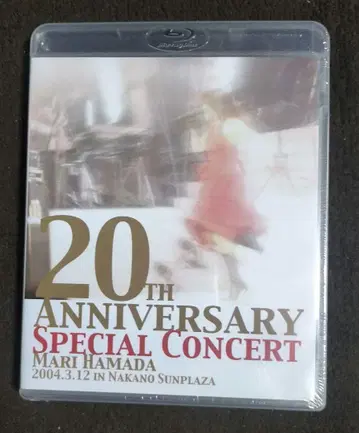 20TH
ANNIVERSARY
SPECIAL CONCERT
MARI HAMADA
2004.3.12 IN NAKANO SUNPLAZA